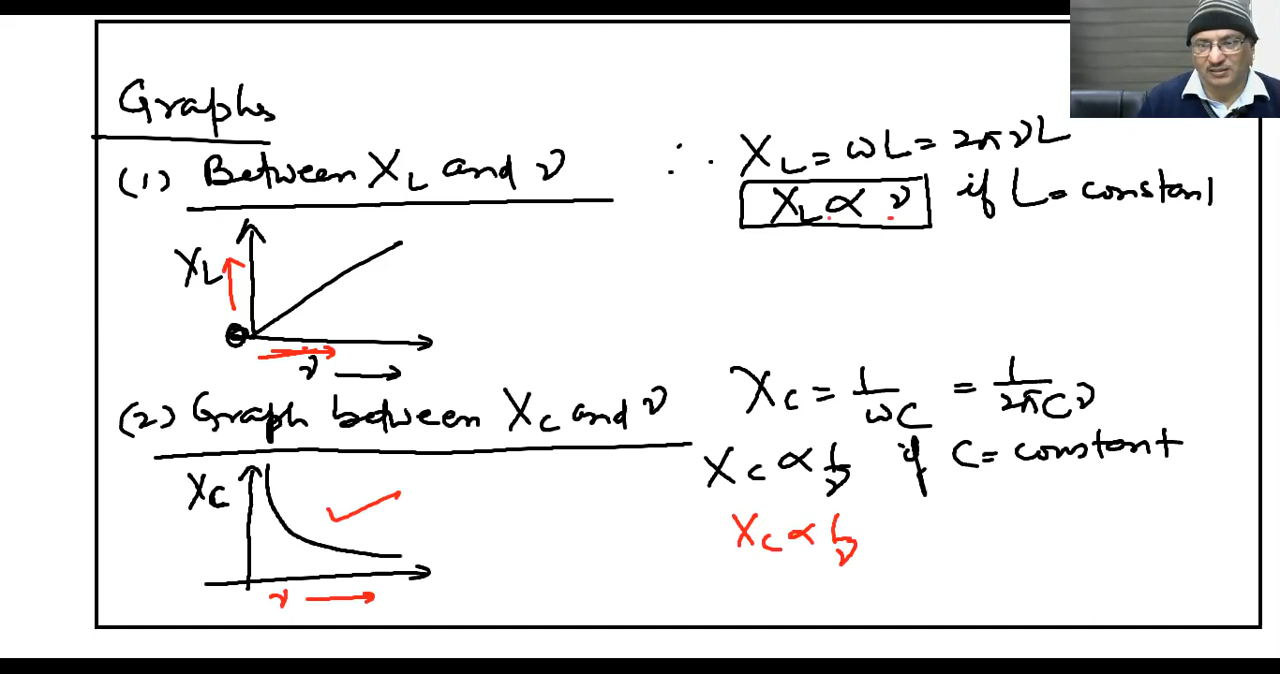 Graphs
(1) Between X_L and ν
∴ X_L = ωL = 2πνL
X_L ∝ ν if L = constant
X_L
O
ν
(2) Graph between X_C and ν
X_C = 1/ωC = 1/2πCν
X_C ∝ 1/ν if C = constant
X_C
X_C ∝ 1/ν
ν